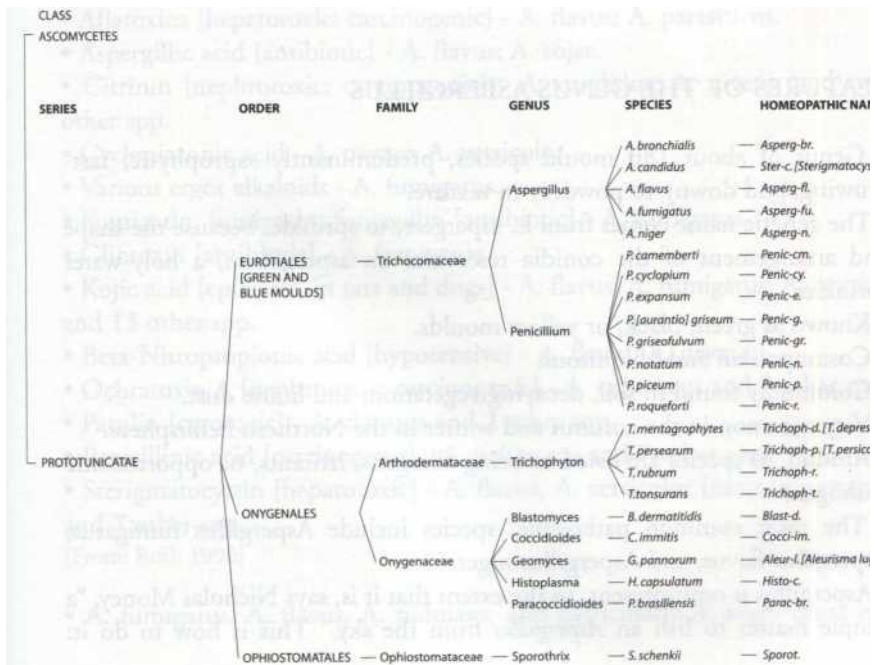 CLASS
ASCOMYCETES
SERIES ORDER FAMILY GENUS SPECIES HOMEOPATHIC NAM
A. bronchialis Asperg-br.
A. candidus Ster-c. [Sterigmatocys
Aspergillus A. flavus Asperg-fl.
A. fumigatus Asperg-fu.
A. niger Asperg-n.
P. camemberti Penic-cm.
EUROTIALES Trichocomaceae P. cyclopium Penic-cy.
[GREEN AND
BLUE MOULDS] P. expansum Penic-e.
P. [aurantio] griseum Penic-g.
Penicillium P. griseofulvum Penic-gr.
P. notatum Penic-n.
P. piceum Penic-p.
P. roqueforti Penic-r.
T. mentagrophytes Trichoph-d. [T. depres
PROTOTUNICATAE Arthrodermataceae Trichophyton T. persearum Trichoph-p [T. persico
T. rubrum Trichoph-r.
T. tonsurans Trichoph-t.
ONYGENALES Blastomyces B. dermatitidis Blast-d.
Coccidloides C. immitis Cocci-im.
Onygenaceae Geomyces G. pannorum Aleur-l. [Aleurisma lug
Histoplasma H. capsulatum Histo-c.
Paracoccidioides P. brasiliensis Parac-br.
OPHIOSTOMATALES Ophiostomataceae Sporothrix S. schenkii Sporot.